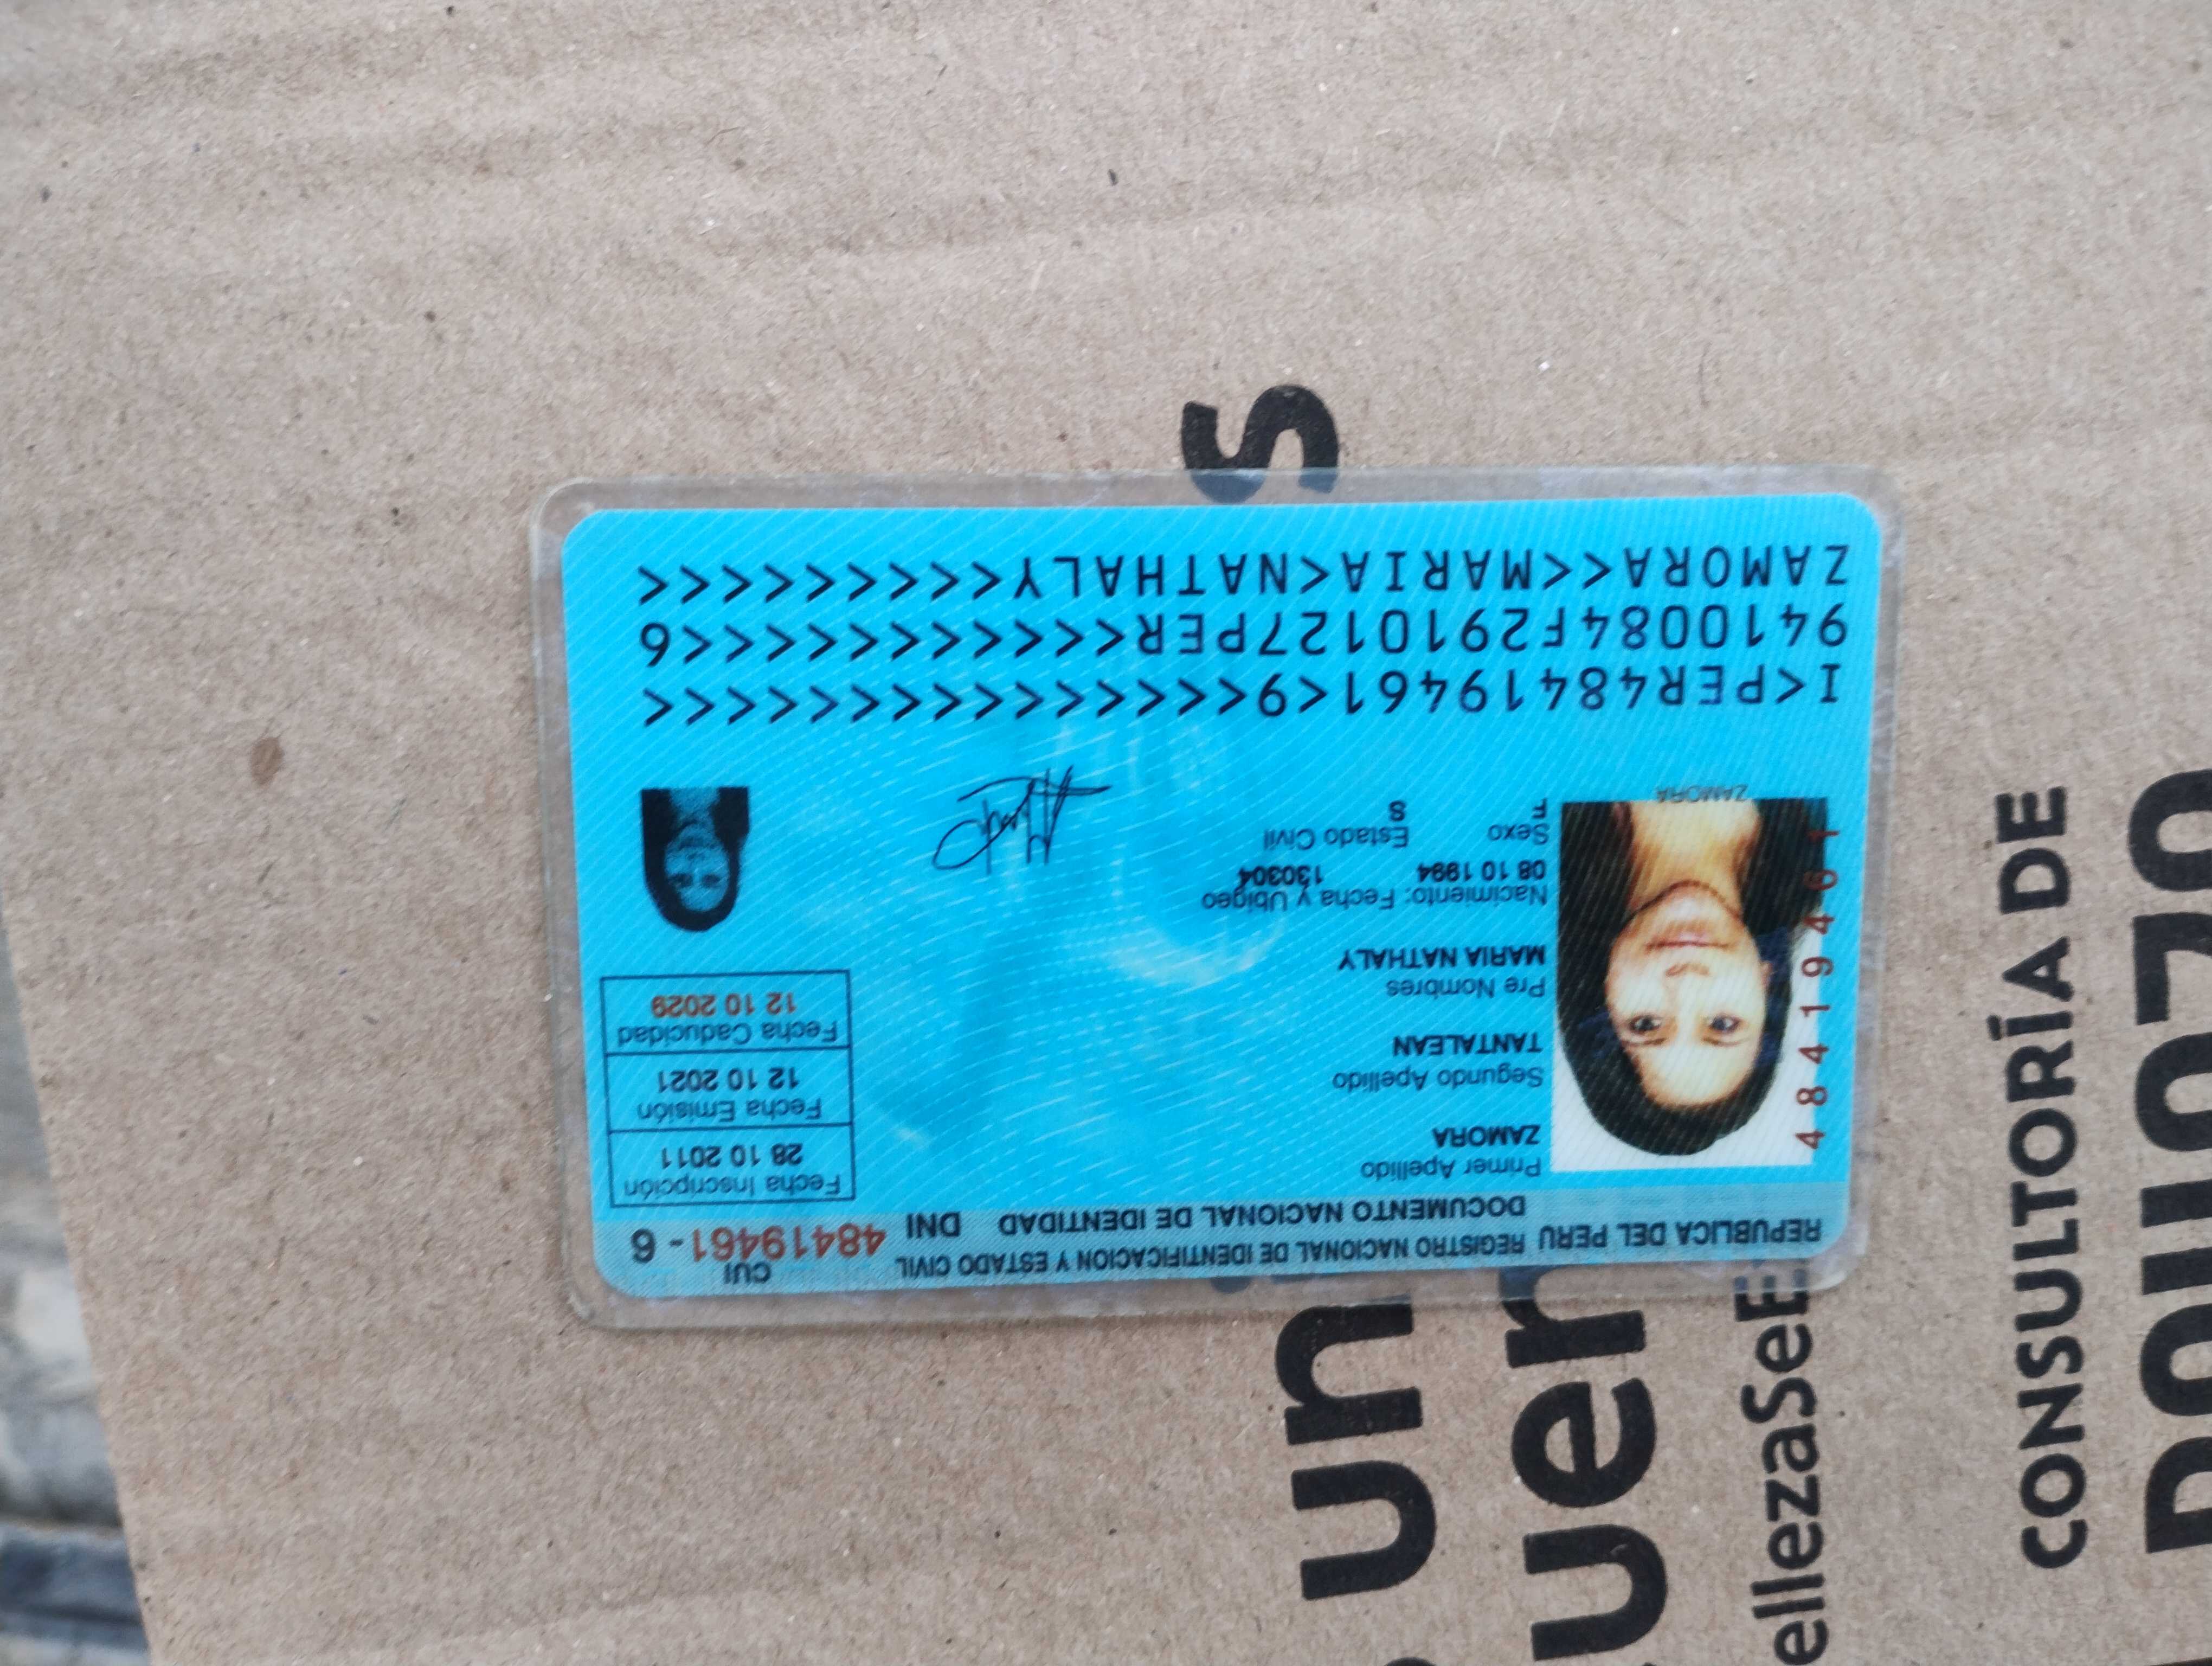 REPUBLICA DEL PERU REGISTRO NACIONAL DE IDENTIFICACION Y ESTADO CIVIL
DOCUMENTO NACIONAL DE IDENTIDAD DNI
CUI
48419461 - 6
Primer Apellido
ZAMORA
Segundo Apellido
TANTALEAN
Pre Nombres
MARIA NATHALY
Nacimiento: Fecha y Ubigeo
08 10 1994 130304
Sexo Estado Civil
F S
Fecha Inscripción
28 10 2011
Fecha Emisión
12 10 2021
Fecha Caducidad
12 10 2029
48419461
ZAMORA
I<PER48419461<9<<<<<<<<<<<<<<<
9410084F2910127PER<<<<<<<<<<<6
ZAMORA<<MARIA<NATHALY<<<<<<<<<
s
un
uen
ellezaSeE
CONSULTORÍA DE